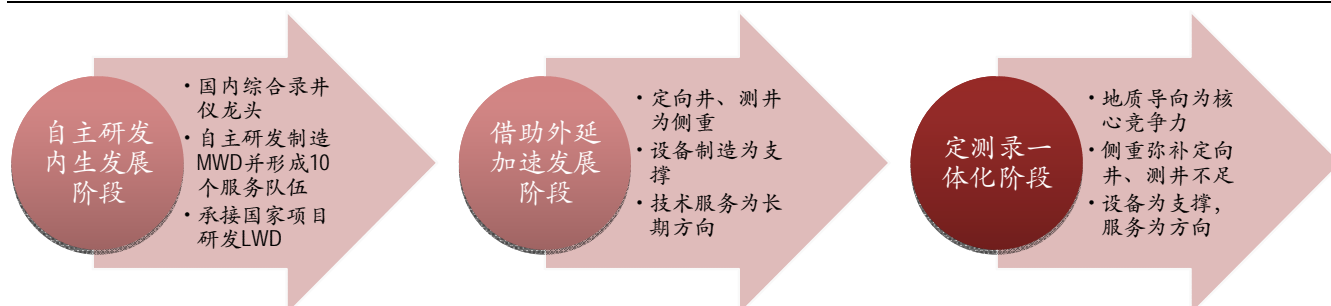 自主研发
内生发展
阶段
・国内综合录井
仪龙头
・自主研发制造
MWD并形成10
个服务队伍
・承接国家项目
研发LWD
借助外延
加速发展
阶段
・定向井、测井
为侧重
・设备制造为支
撑
・技术服务为长
期方向
定测录一
体化阶段
・地质导向为核
心竞争力
・侧重弥补定向
井、测井不足
・设备为支撑，
服务为方向